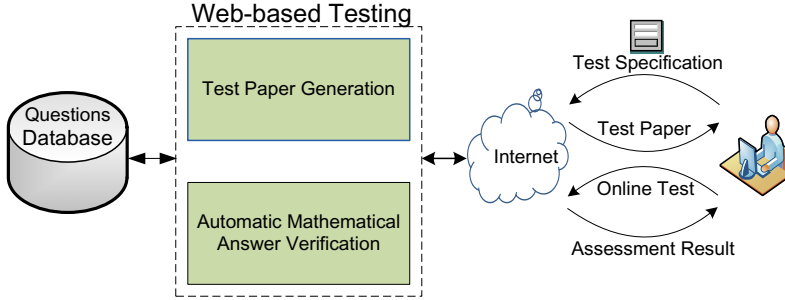 Web-based Testing
Test Paper Generation
Automatic Mathematical
Answer Verification
Questions
Database
Internet
Test Specification
Test Paper
Online Test
Assessment Result